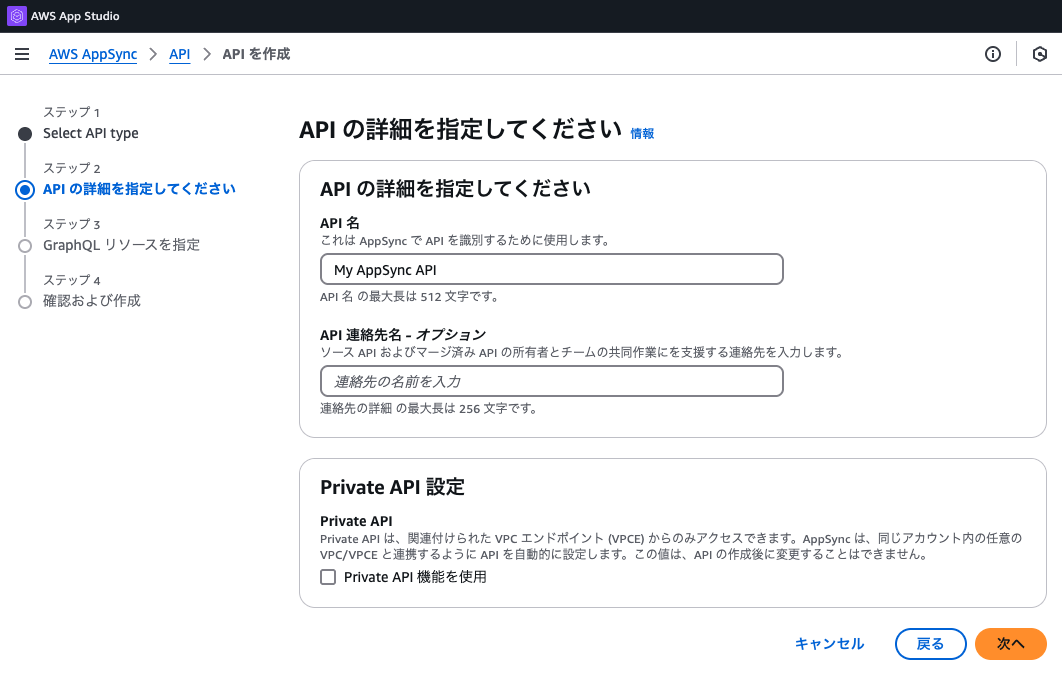 AWS App Studio
AWS AppSync
API
API を作成
ステップ 1
Select API type
ステップ 2
API の詳細を指定してください
ステップ 3
GraphQL リソースを指定
ステップ 4
確認および作成
API の詳細を指定してください 情報
API の詳細を指定してください
API 名
これは AppSync で API を識別するために使用します。
My AppSync API
API 名 の最大長は 512 文字です。
API 連絡先名 - オプション
ソース API およびマージ済み API の所有者とチームの共同作業にを支援する連絡先を入力します。
連絡先の名前を入力
連絡先の詳細 の最大長は 256 文字です。
Private API 設定
Private API
Private API は、関連付けられた VPC エンドポイント (VPCE) からのみアクセスできます。AppSync は、同じアカウント内の任意の
VPC/VPCE と連携するように API を自動的に設定します。この値は、API の作成後に変更することはできません。
Private API 機能を使用
キャンセル
戻る
次へ